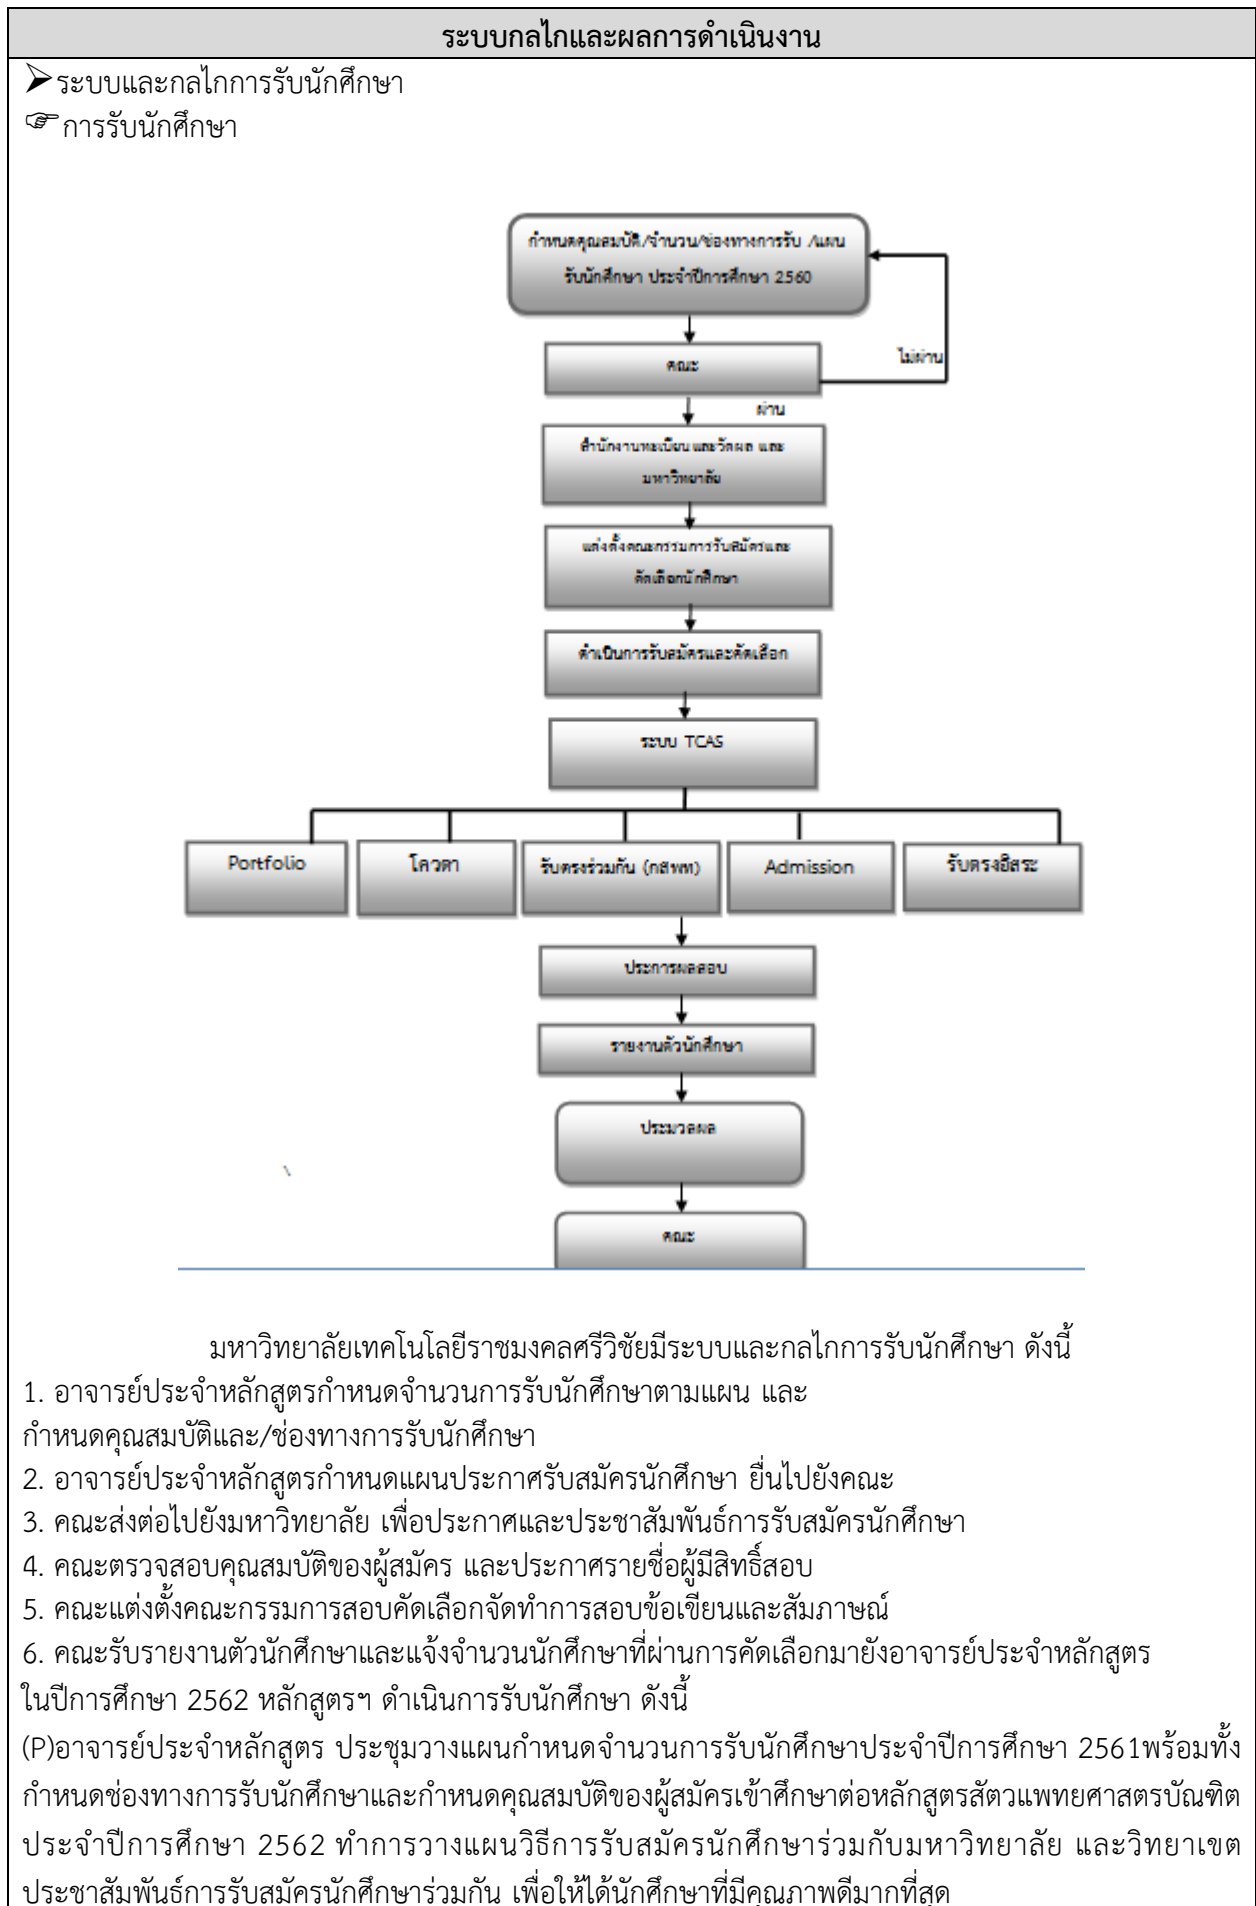 ระบบกลไกและผลการดำเนินงาน
➢ระบบและกลไกการรับนักศึกษา
☞การรับนักศึกษา
กำหนดคุณสมบัติ/จำนวน/ช่องทางการรับ /แผน
รับนักศึกษา ประจำปีการศึกษา 2560
คณะ
ไม่ผ่าน
ผ่าน
สำนักงานทะเบียนและวัดผล และ
มหาวิทยาลัย
แต่งตั้งคณะกรรมการรับสมัครและ
คัดเลือกนักศึกษา
ดำเนินการรับสมัครและคัดเลือก
ระบบ TCAS
Portfolio
โควตา
รับตรงร่วมกัน (กสพท)
Admission
รับตรงอิสระ
ประการผลสอบ
รายงานตัวนักศึกษา
ประมวลผล
คณะ
มหาวิทยาลัยเทคโนโลยีราชมงคลศรีวิชัยมีระบบและกลไกการรับนักศึกษา ดังนี้
1. อาจารย์ประจำหลักสูตรกำหนดจำนวนการรับนักศึกษาตามแผน และ
กำหนดคุณสมบัติและ/ช่องทางการรับนักศึกษา
2. อาจารย์ประจำหลักสูตรกำหนดแผนประกาศรับสมัครนักศึกษา ยื่นไปยังคณะ
3. คณะส่งต่อไปยังมหาวิทยาลัย เพื่อประกาศและประชาสัมพันธ์การรับสมัครนักศึกษา
4. คณะตรวจสอบคุณสมบัติของผู้สมัคร และประกาศรายชื่อผู้มีสิทธิ์สอบ
5. คณะแต่งตั้งคณะกรรมการสอบคัดเลือกจัดทำการสอบข้อเขียนและสัมภาษณ์
6. คณะรับรายงานตัวนักศึกษาและแจ้งจำนวนนักศึกษาที่ผ่านการคัดเลือกมายังอาจารย์ประจำหลักสูตร
ในปีการศึกษา 2562 หลักสูตรฯ ดำเนินการรับนักศึกษา ดังนี้
(P)อาจารย์ประจำหลักสูตร ประชุมวางแผนกำหนดจำนวนการรับนักศึกษาประจำปีการศึกษา 2561พร้อมทั้ง
กำหนดช่องทางการรับนักศึกษาและกำหนดคุณสมบัติของผู้สมัครเข้าศึกษาต่อหลักสูตรสัตวแพทยศาสตรบัณฑิต
ประจำปีการศึกษา 2562 ทำการวางแผนวิธีการรับสมัครนักศึกษาร่วมกับมหาวิทยาลัย และวิทยาเขต
ประชาสัมพันธ์การรับสมัครนักศึกษาร่วมกัน เพื่อให้ได้นักศึกษาที่มีคุณภาพดีมากที่สุด